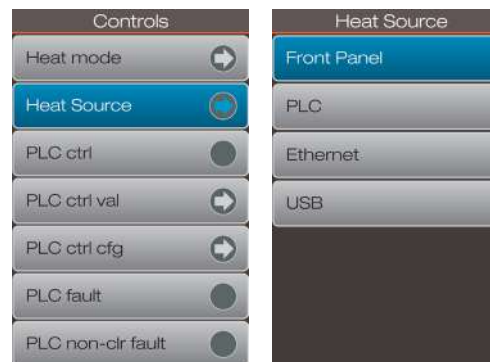 Controls
Heat mode
Heat Source
PLC ctrl
PLC ctrl val
PLC ctrl cfg
PLC fault
PLC non-clr fault
Heat Source
Front Panel
PLC
Ethernet
USB